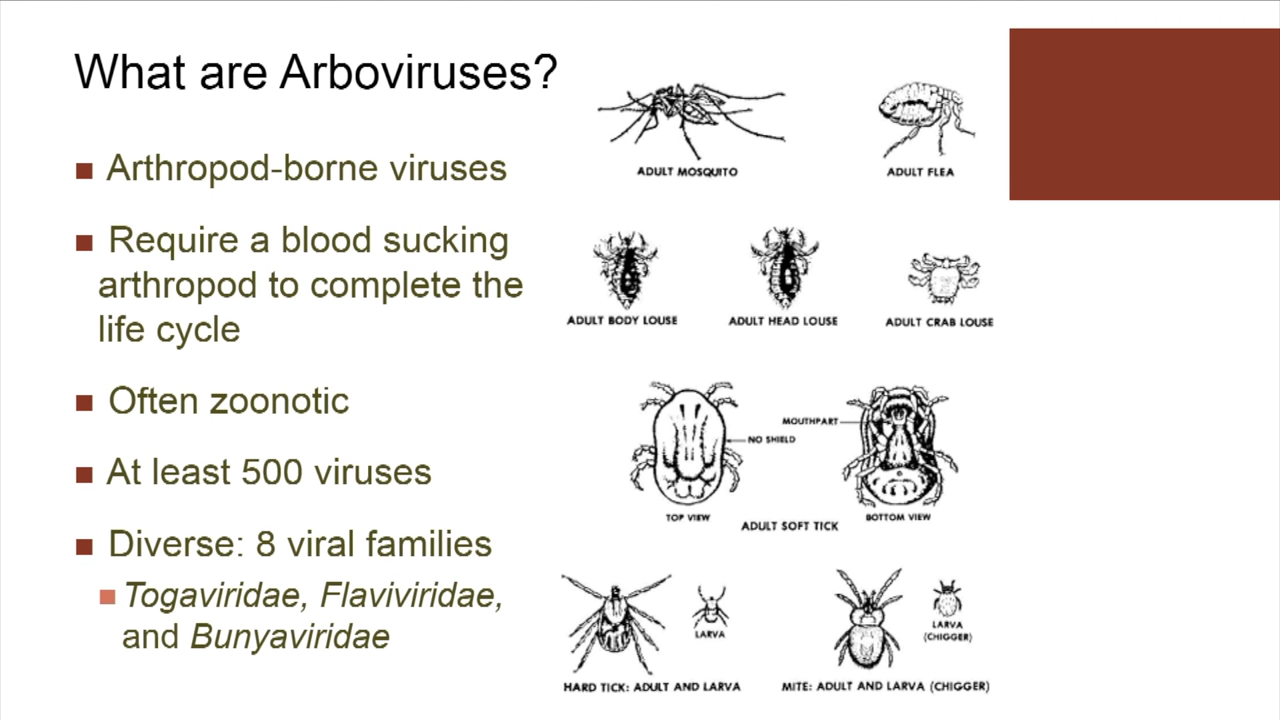 What are Arboviruses?
Arthropod-borne viruses
Require a blood sucking
arthropod to complete the
life cycle
Often zoonotic
At least 500 viruses
Diverse: 8 viral families
Togaviridae, Flaviviridae,
and Bunyaviridae
ADULT MOSQUITO
ADULT FLEA
ADULT BODY LOUSE
ADULT HEAD LOUSE
ADULT CRAB LOUSE
MOUTHPART
NO SHIELD
TOP VIEW
BOTTOM VIEW
ADULT SOFT TICK
LARVA
LARVA
(CHIGGER)
HARD TICK: ADULT AND LARVA
MITE: ADULT AND LARVA (CHIGGER)